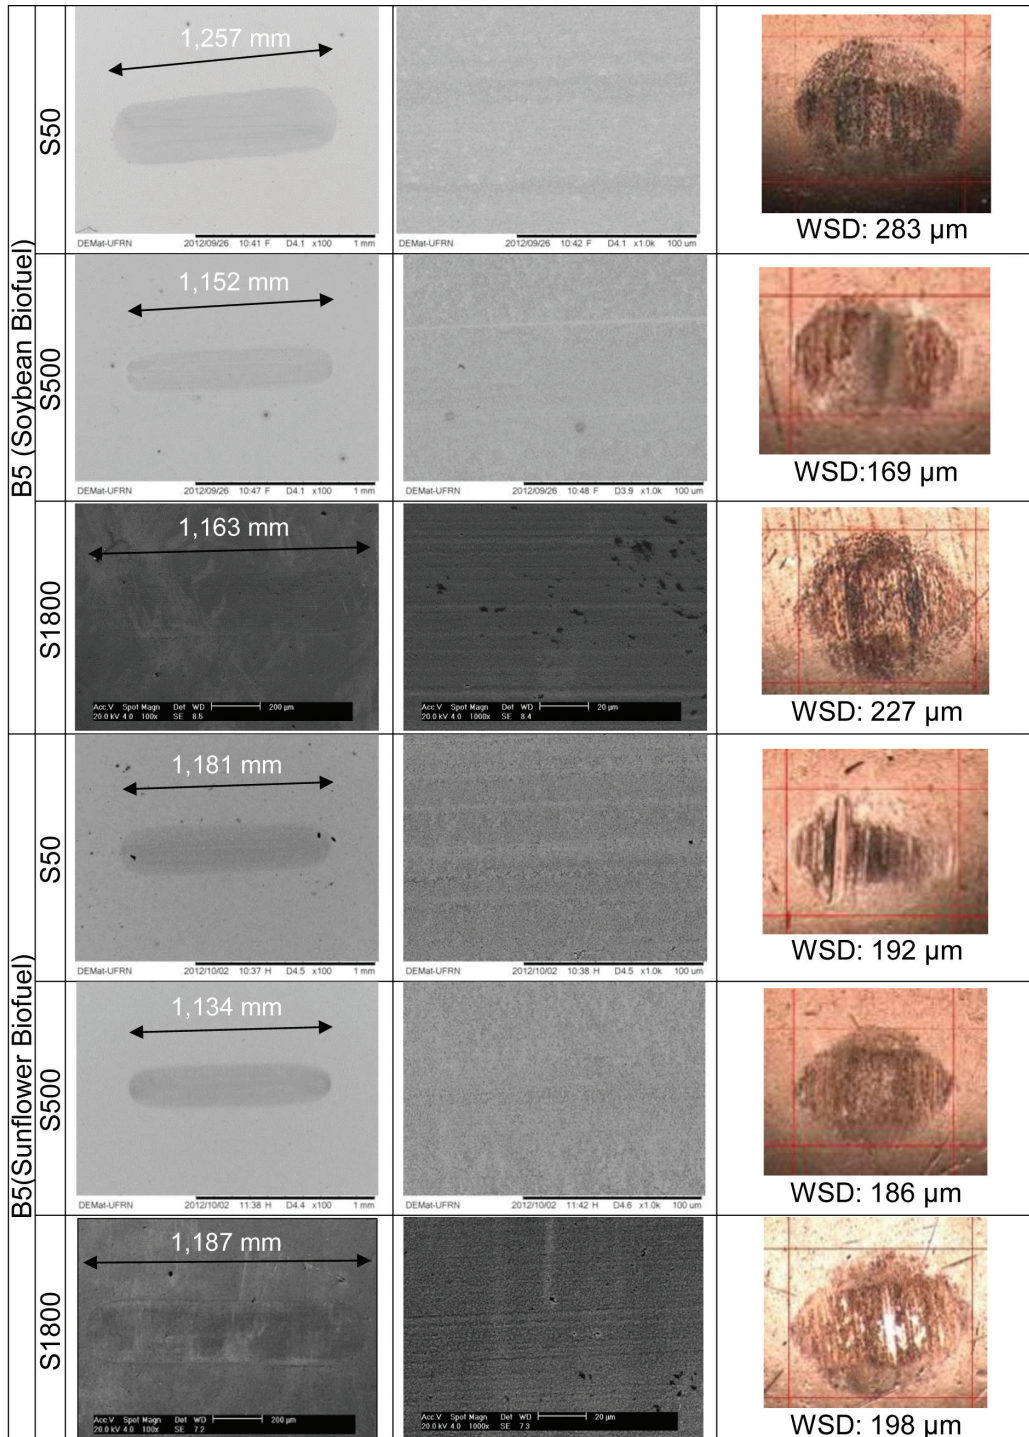 B5 (Soybean Biofuel)
S50
1,257 mm
DEMat-UFRN 2012/09/26 10:41 F D4.1 x100 1 mm
DEMat-UFRN 2012/09/26 10:42 F D4.1 x1.0k 100 um
WSD: 283 µm
S500
1,152 mm
DEMat-UFRN 2012/09/26 10:47 F D4.1 x100 1 mm
DEMat-UFRN 2012/09/26 10:48 F D3.9 x1.0k 100 um
WSD:169 µm
S1800
1,163 mm
Acc.V Spot Magn Det WD 200 µm
20.0 kV 4.0 100x SE 8.5
Acc.V Spot Magn Det WD 20 µm
20.0 kV 4.0 1000x SE 8.4
WSD: 227 µm
B5(Sunflower Biofuel)
S50
1,181 mm
DEMat-UFRN 2012/10/02 10:37 H D4.5 x100 1 mm
DEMat-UFRN 2012/10/02 10:38 H D4.5 x1.0k 100 um
WSD: 192 µm
S500
1,134 mm
DEMat-UFRN 2012/10/02 11:38 H D4.4 x100 1 mm
DEMat-UFRN 2012/10/02 11:42 H D4.6 x1.0k 100 um
WSD: 186 µm
S1800
1,187 mm
Acc.V Spot Magn Det WD 200 µm
20.0 kV 4.0 100x SE 7.2
Acc.V Spot Magn Det WD 20 µm
20.0 kV 4.0 1000x SE 7.3
WSD: 198 µm